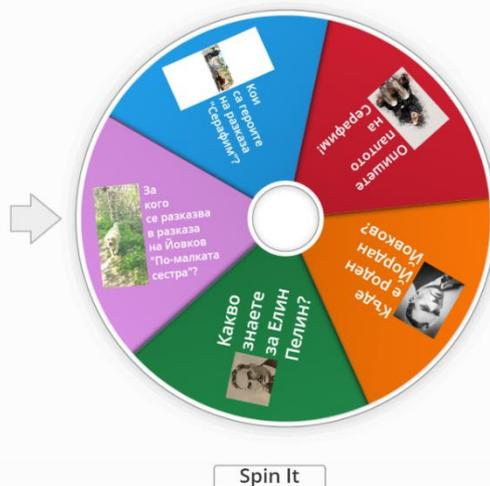 Кои
са героите
на разказа
"Серафим"?
Опишете
палтото
на
Серафим!
За
кого
се разказва
в разказа
на Йовков
"По-малката
сестра"?
Къде
е роден
Йордан
Йовков?
Какво
знаете
за Елин
Пелин?
Spin It